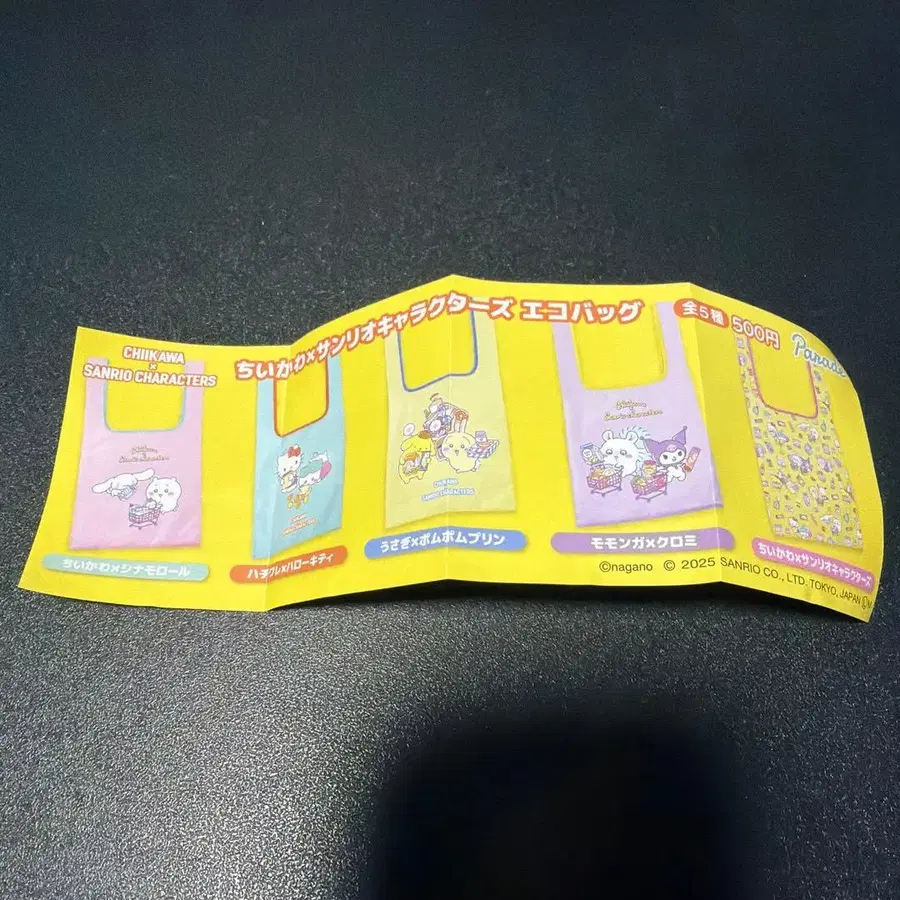 CHIIKAWA
×
SANRIO CHARACTERS
ちいかわ×サンリオキャラクターズ エコバッグ
全5種
500円
Parade
CHIIKAWA
SANRIO CHARACTERS
ちいかわ×シナモロール
ハチワレ×ハローキティ
うさぎ×ポムポムプリン
モモンガ×クロミ
ちいかわ×サンリオキャラクターズ
©nagano © 2025 SANRIO CO., LTD. TOKYO, JAPAN